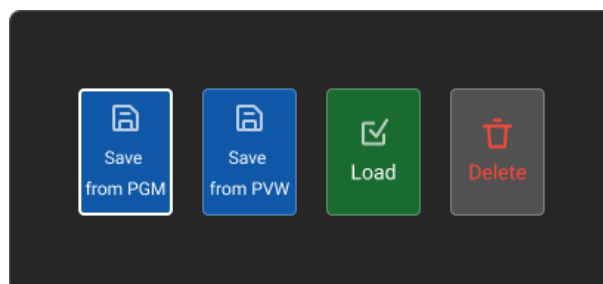 Save
from PGM
Save
from PVW
Load
Delete